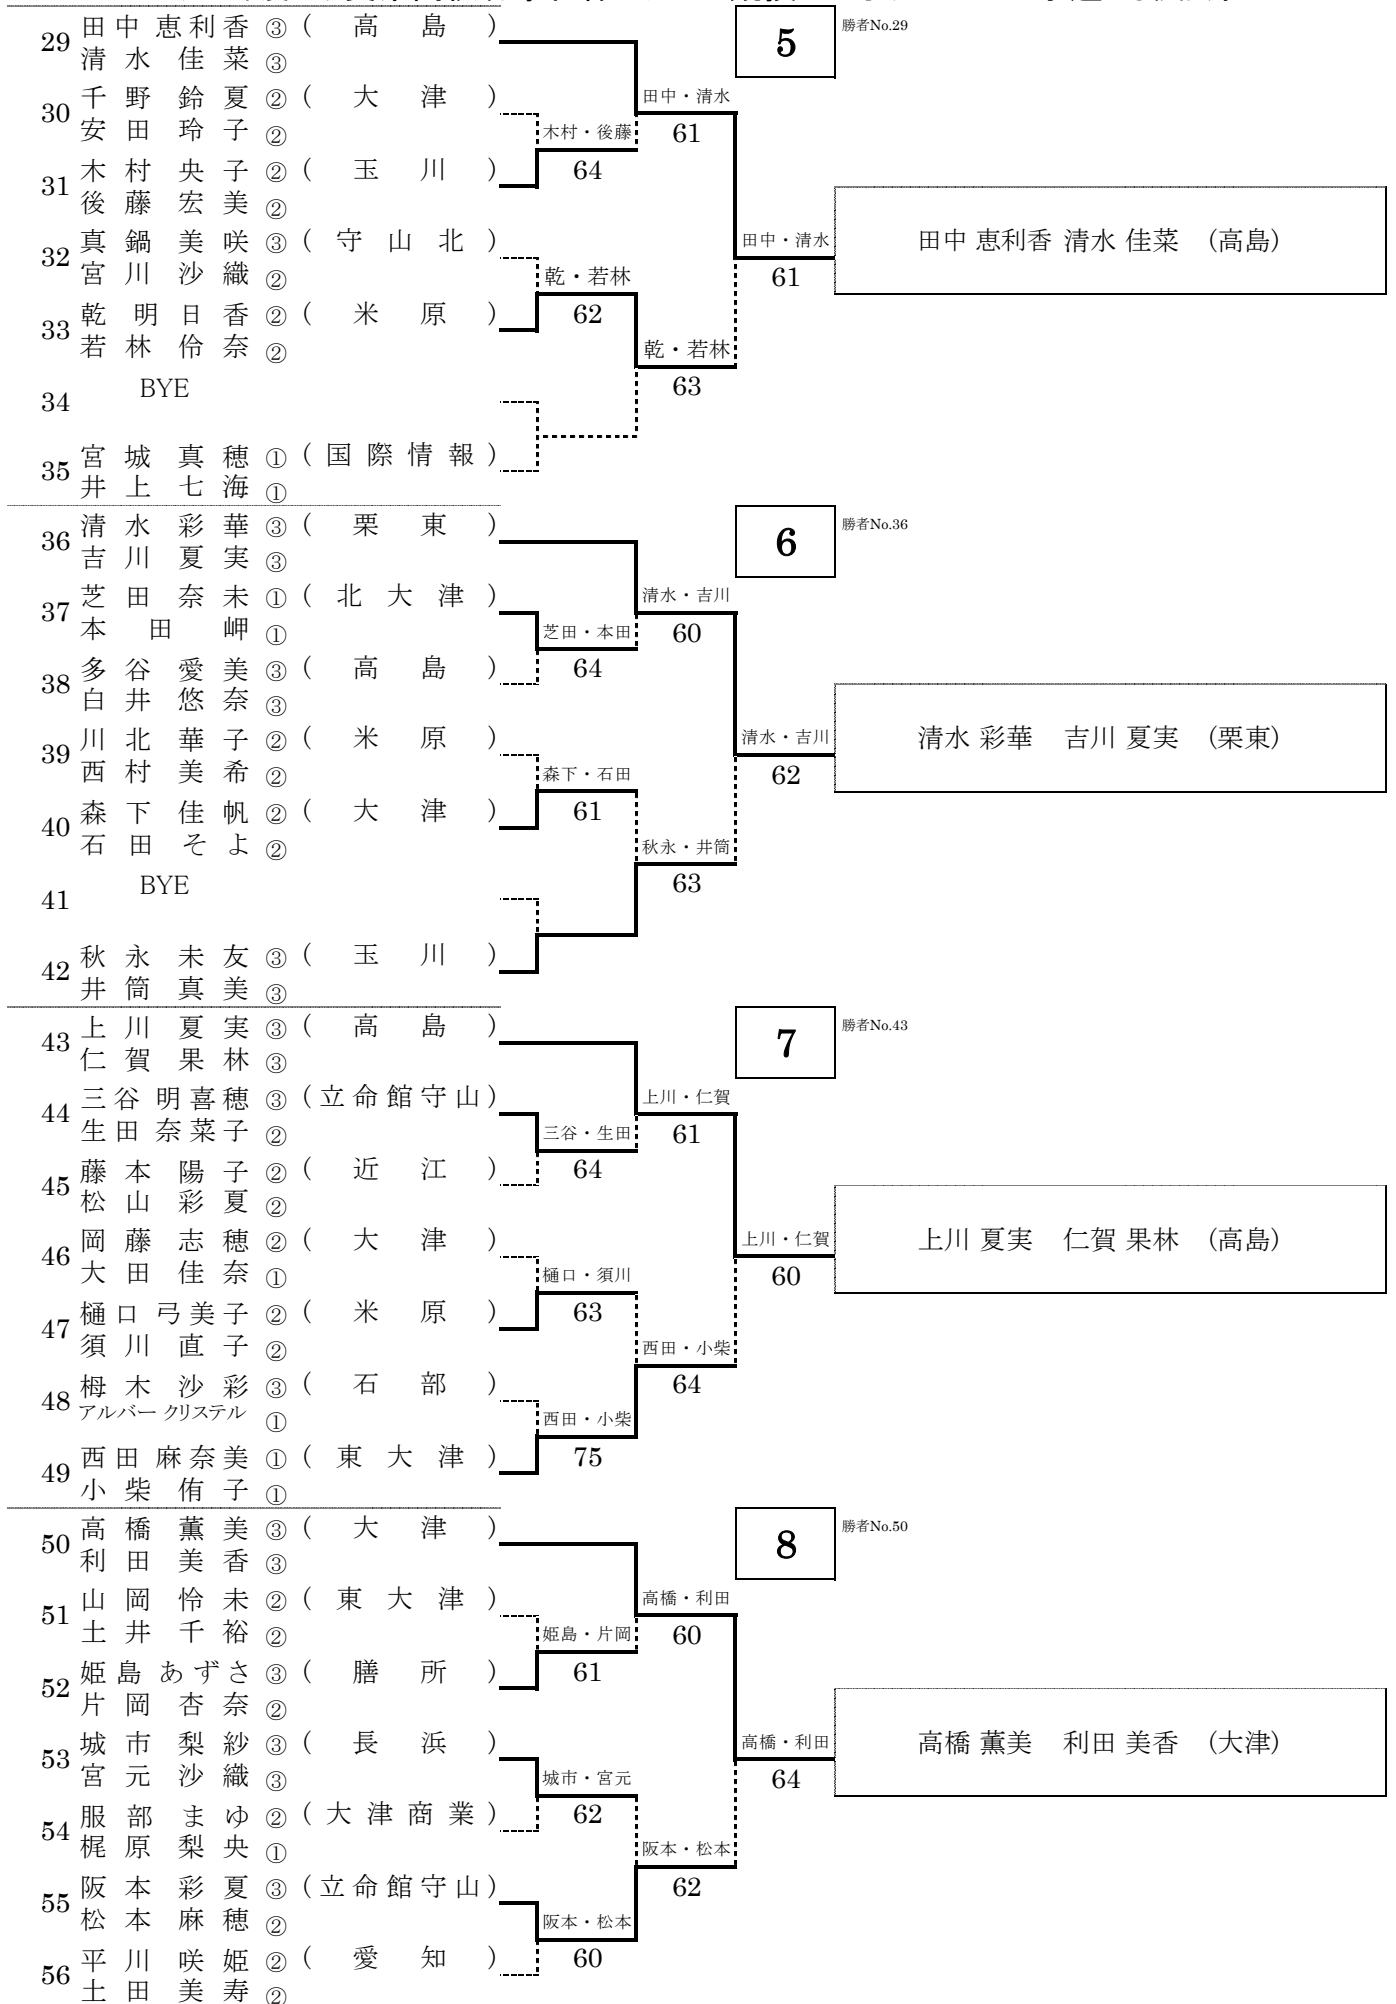 29 田中 恵利香 ③ ( 高 島 )
清 水 佳 菜 ③
5
勝者No.29
30 千 野 鈴 夏 ② ( 大 津 )
安 田 玲 子 ②
田中・清水
61
木村・後藤
64
31 木 村 央 子 ② ( 玉 川 )
後 藤 宏 美 ②
32 真 鍋 美 咲 ③ ( 守 山 北 )
宮 川 沙 織 ②
田中・清水
61
田中 恵利香 清水 佳菜 (高島)
乾・若林
62
33 乾 明 日 香 ② ( 米 原 )
若 林 伶 奈 ②
乾・若林
63
34 BYE
35 宮 城 真 穂 ① ( 国 際 情 報 )
井 上 七 海 ①
36 清 水 彩 華 ③ ( 栗 東 )
吉 川 夏 実 ③
6
勝者No.36
37 芝 田 奈 未 ① ( 北 大 津 )
本 田 岬 ①
清水・吉川
60
芝田・本田
64
38 多 谷 愛 美 ③ ( 高 島 )
白 井 悠 奈 ③
39 川 北 華 子 ② ( 米 原 )
西 村 美 希 ②
清水・吉川
62
清水 彩華 吉川 夏実 (栗東)
森下・石田
61
40 森 下 佳 帆 ② ( 大 津 )
石 田 そ よ ②
秋永・井筒
63
41 BYE
42 秋 永 未 友 ③ ( 玉 川 )
井 筒 真 美 ③
43 上 川 夏 実 ③ ( 高 島 )
仁 賀 果 林 ③
7
勝者No.43
44 三谷 明喜穂 ③ (立命館守山)
生田 奈菜子 ②
上川・仁賀
61
三谷・生田
64
45 藤 本 陽 子 ② ( 近 江 )
松 山 彩 夏 ②
46 岡 藤 志 穂 ② ( 大 津 )
大 田 佳 奈 ①
上川・仁賀
60
上川 夏実 仁賀 果林 (高島)
樋口・須川
63
47 樋口 弓美子 ② ( 米 原 )
須 川 直 子 ②
西田・小柴
64
48 栂 木 沙 彩 ③ ( 石 部 )
アルバー クリステル ①
西田・小柴
75
49 西田 麻奈美 ① ( 東 大 津 )
小 柴 侑 子 ①
50 高 橋 薫 美 ③ ( 大 津 )
利 田 美 香 ③
8
勝者No.50
51 山 岡 怜 未 ② ( 東 大 津 )
土 井 千 裕 ②
高橋・利田
60
姫島・片岡
61
52 姫島 あずさ ③ ( 膳 所 )
片 岡 杏 奈 ②
53 城 市 梨 紗 ③ ( 長 浜 )
宮 元 沙 織 ③
高橋・利田
64
高橋 薫美 利田 美香 (大津)
城市・宮元
62
54 服 部 ま ゆ ② ( 大 津 商 業 )
梶 原 梨 央 ①
阪本・松本
62
55 阪 本 彩 夏 ③ (立命館守山)
松 本 麻 穂 ②
阪本・松本
60
56 平 川 咲 姫 ② ( 愛 知 )
土 田 美 寿 ②